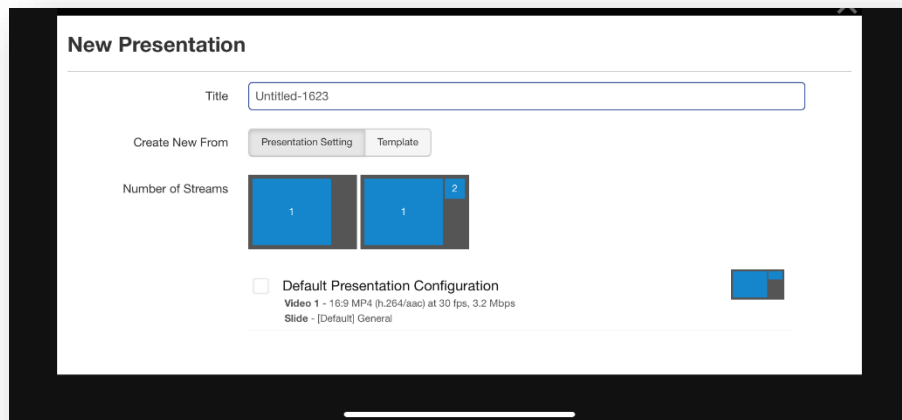 New Presentation
Title
Untitled-1623
Create New From
Presentation Setting
Template
Number of Streams
1
1
2
Default Presentation Configuration
Video 1 - 16:9 MP4 (h.264/aac) at 30 fps, 3.2 Mbps
Slide - [Default] General